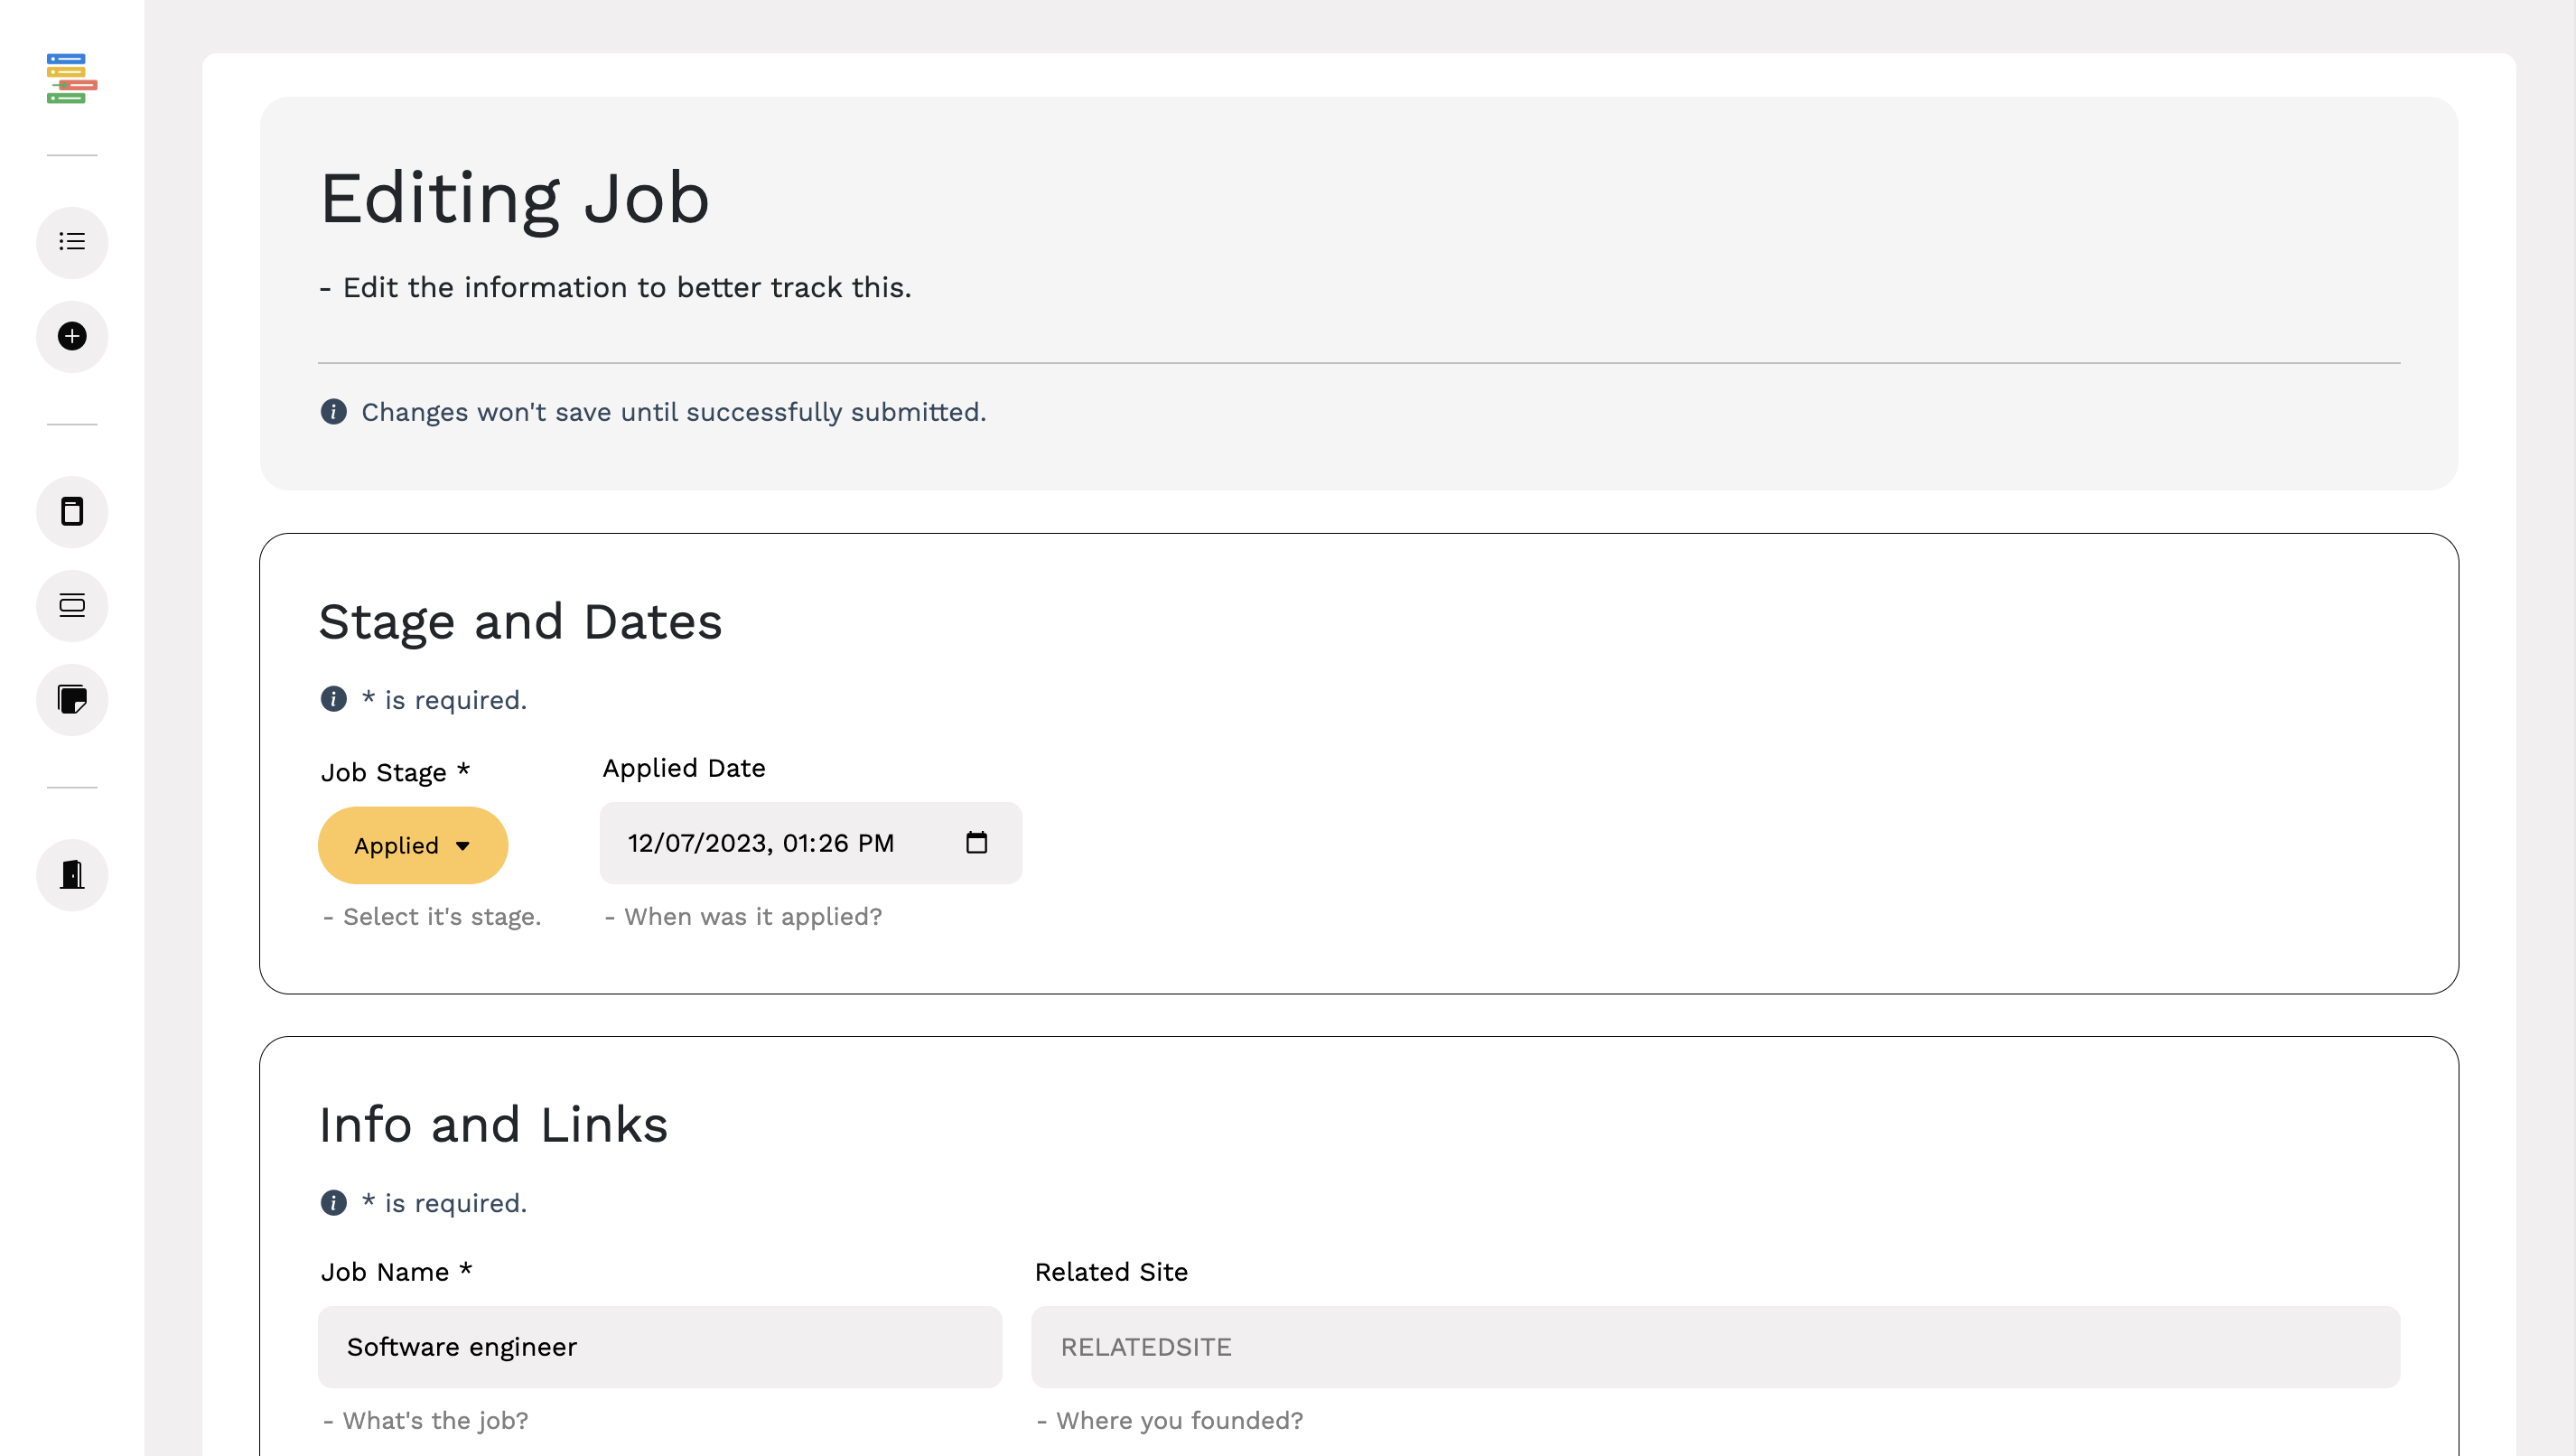 Editing Job
- Edit the information to better track this.
Changes won't save until successfully submitted.
Stage and Dates
* is required.
Job Stage *
Applied Date
Applied
12/07/2023, 01:26 PM
- Select it's stage.
- When was it applied?
Info and Links
* is required.
Job Name *
Related Site
Software engineer
RELATEDSITE
- What's the job?
- Where you founded?